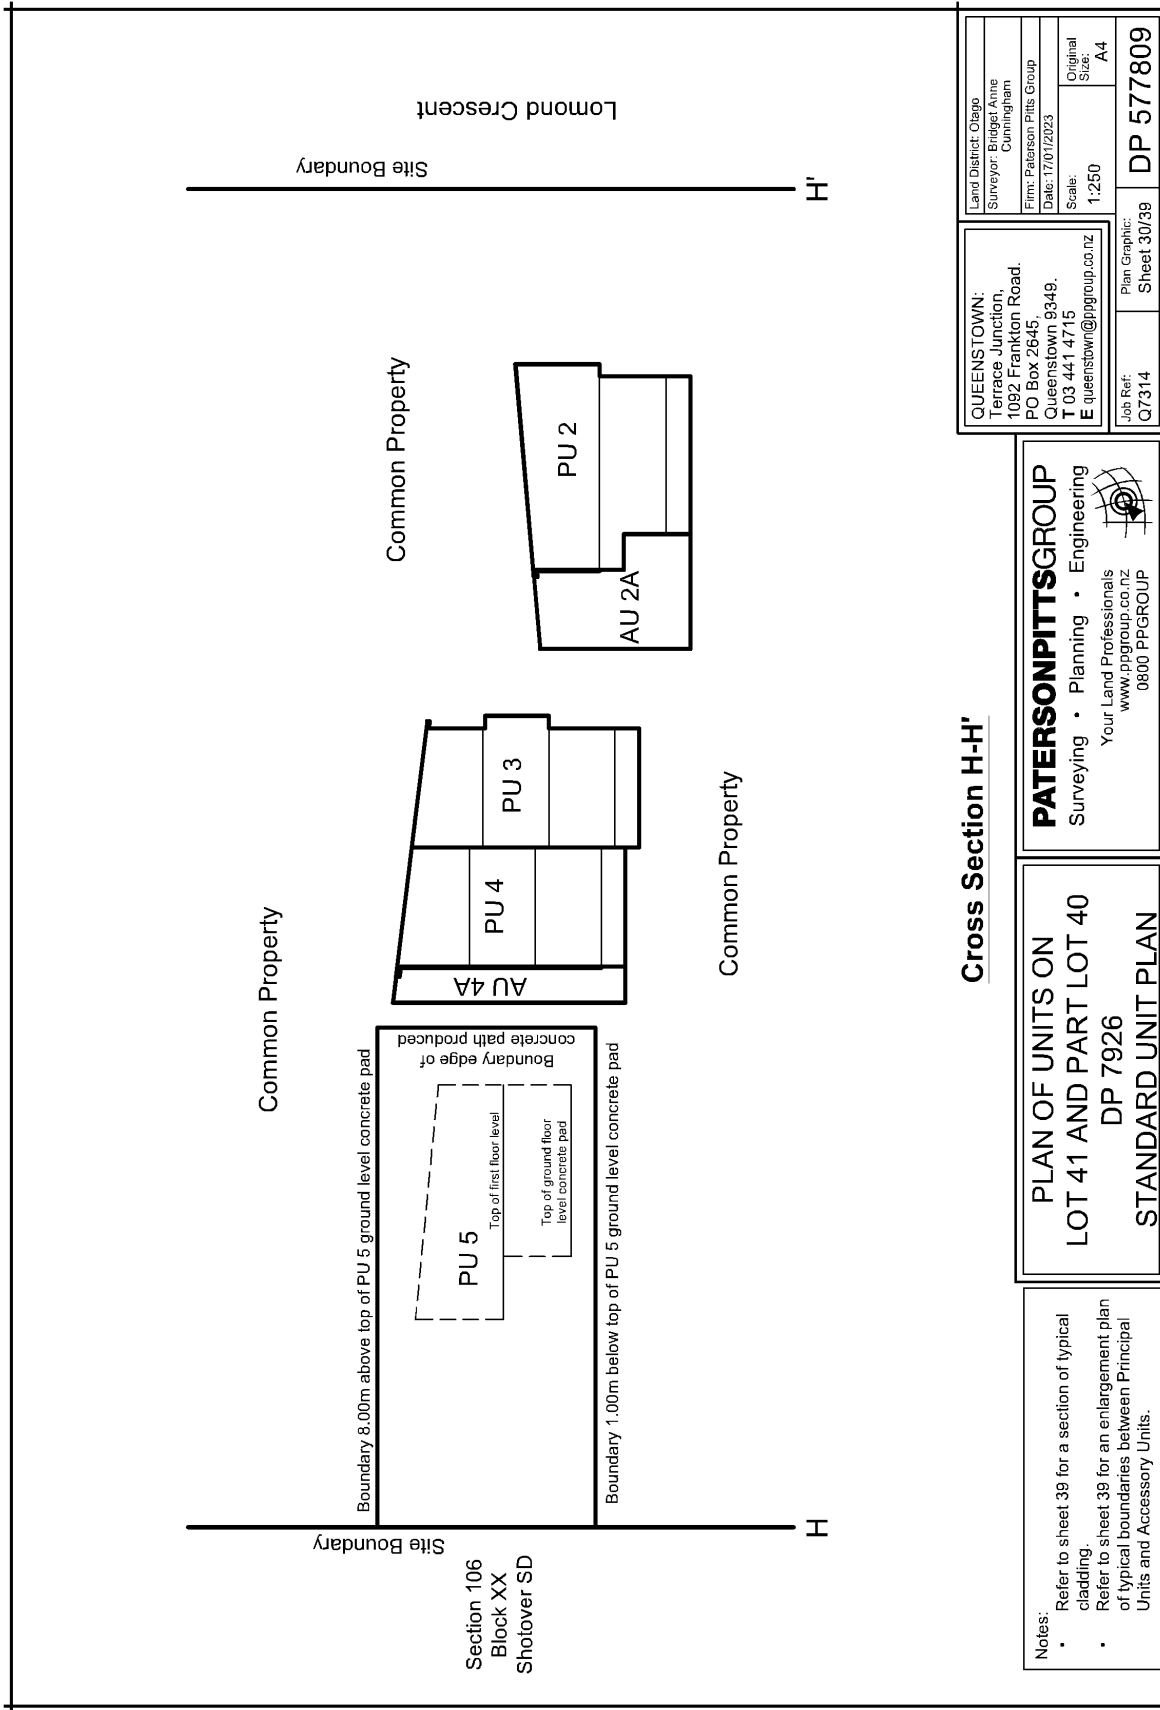 Lomond Crescent
Site Boundary
H'
Common Property
PU 2
AU 2A
Common Property
PU 3
PU 4
AU 4A
Common Property
Boundary 8.00m above top of PU 5 ground level concrete pad
Boundary edge of
concrete path produced
PU 5
Top of first floor level
Top of ground floor
level concrete pad
Boundary 1.00m below top of PU 5 ground level concrete pad
Site Boundary
H
Section 106
Block XX
Shotover SD
Cross Section H-H'
Notes:
• Refer to sheet 39 for a section of typical
cladding.
• Refer to sheet 39 for an enlargement plan
of typical boundaries between Principal
Units and Accessory Units.
PLAN OF UNITS ON
LOT 41 AND PART LOT 40
DP 7926
STANDARD UNIT PLAN
PATERSONPITTSGROUP
Surveying • Planning • Engineering
Your Land Professionals
www.ppgroup.co.nz
0800 PPGROUP
QUEENSTOWN:
Terrace Junction,
1092 Frankton Road.
PO Box 2645,
Queenstown 9349.
T 03 441 4715
E queenstown@ppgroup.co.nz
Land District: Otago
Surveyor: Bridget Anne
Cunningham
Firm: Paterson Pitts Group
Date: 17/01/2023
Scale:
1:250
Original
Size:
A4
Job Ref:
Q7314
Plan Graphic:
Sheet 30/39
DP 577809